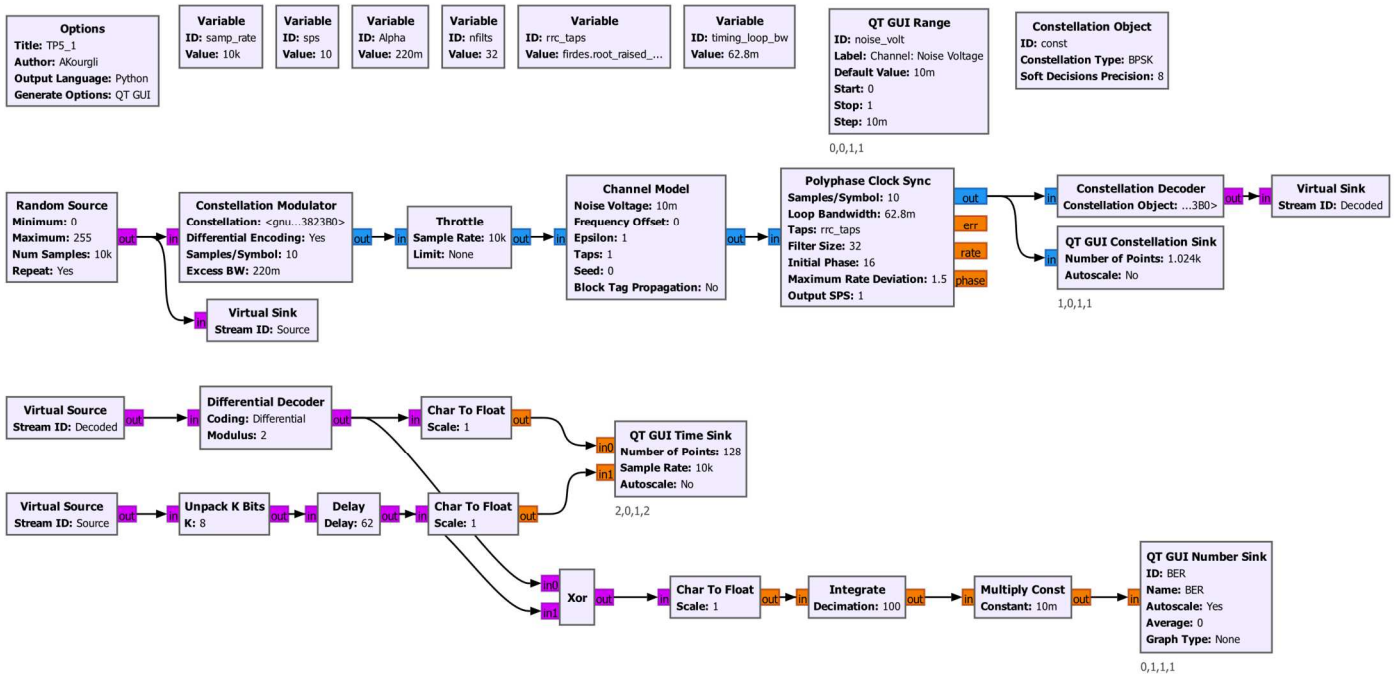 Options
Title: TP5_1
Author: AKourgli
Output Language: Python
Generate Options: QT GUI
Variable
ID: samp_rate
Value: 10k
Variable
ID: sps
Value: 10
Variable
ID: Alpha
Value: 220m
Variable
ID: nfilts
Value: 32
Variable
ID: rrc_taps
Value: firdes.root_raised_...
Variable
ID: timing_loop_bw
Value: 62.8m
QT GUI Range
ID: noise_volt
Label: Channel: Noise Voltage
Default Value: 10m
Start: 0
Stop: 1
Step: 10m
0,0,1,1
Constellation Object
ID: const
Constellation Type: BPSK
Soft Decisions Precision: 8
Random Source
Minimum: 0
Maximum: 255
Num Samples: 10k
Repeat: Yes
out
in
Constellation Modulator
Constellation: <gnu...3823B0>
Differential Encoding: Yes
Samples/Symbol: 10
Excess BW: 220m
out
in
Virtual Sink
Stream ID: Source
in
Throttle
Sample Rate: 10k
Limit: None
out
in
Channel Model
Noise Voltage: 10m
Frequency Offset: 0
Epsilon: 1
Taps: 1
Seed: 0
Block Tag Propagation: No
out
in
Polyphase Clock Sync
Samples/Symbol: 10
Loop Bandwidth: 62.8m
Taps: rrc_taps
Filter Size: 32
Initial Phase: 16
Maximum Rate Deviation: 1.5
Output SPS: 1
out
err
rate
phase
in
Constellation Decoder
Constellation Object: ...3B0>
out
in
Virtual Sink
Stream ID: Decoded
in
QT GUI Constellation Sink
Number of Points: 1.024k
Autoscale: No
1,0,1,1
Virtual Source
Stream ID: Decoded
out
in
Differential Decoder
Coding: Differential
Modulus: 2
out
in
Char To Float
Scale: 1
out
in0
in1
QT GUI Time Sink
Number of Points: 128
Sample Rate: 10k
Autoscale: No
2,0,1,2
Virtual Source
Stream ID: Source
out
in
Unpack K Bits
K: 8
out
in
Delay
Delay: 62
out
in
Char To Float
Scale: 1
out
in0
in1
Xor
out
in
Char To Float
Scale: 1
out
in
Integrate
Decimation: 100
out
in
Multiply Const
Constant: 10m
out
in
QT GUI Number Sink
ID: BER
Name: BER
Autoscale: Yes
Average: 0
Graph Type: None
0,1,1,1